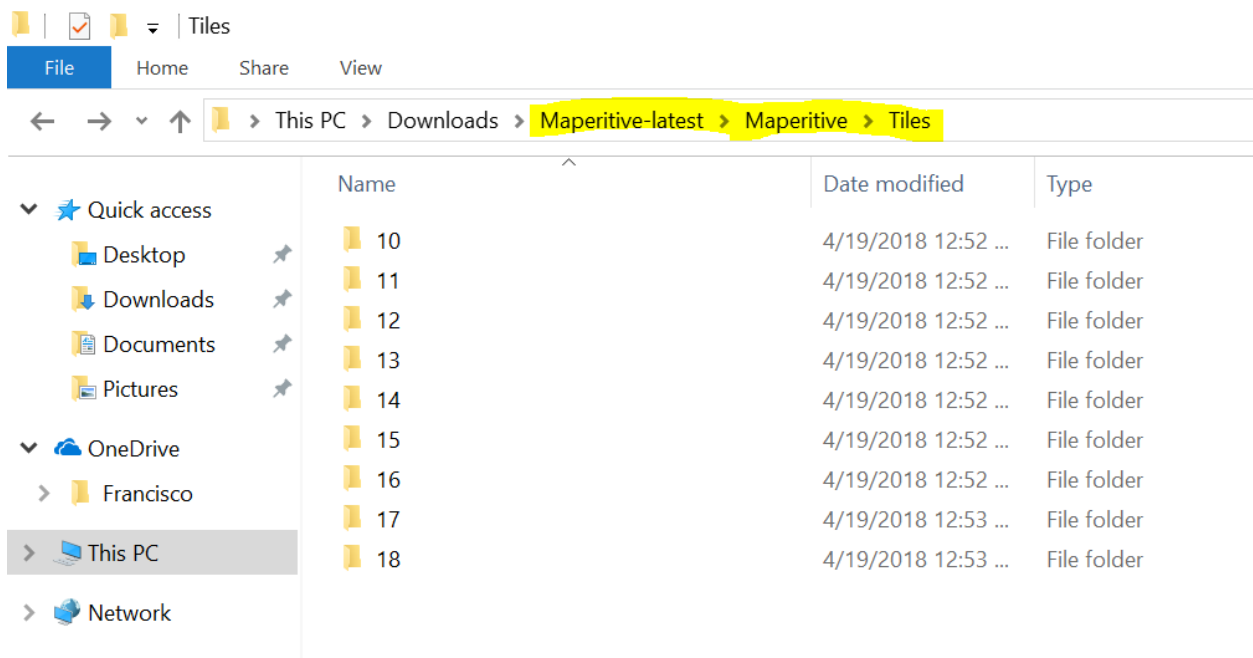 Tiles
File Home Share View
This PC Downloads Maperitive-latest Maperitive Tiles
Name Date modified Type
Quick access
Desktop
Downloads
Documents
Pictures
OneDrive
Francisco
This PC
Network
10 4/19/2018 12:52 ... File folder
11 4/19/2018 12:52 ... File folder
12 4/19/2018 12:52 ... File folder
13 4/19/2018 12:52 ... File folder
14 4/19/2018 12:52 ... File folder
15 4/19/2018 12:52 ... File folder
16 4/19/2018 12:52 ... File folder
17 4/19/2018 12:53 ... File folder
18 4/19/2018 12:53 ... File folder